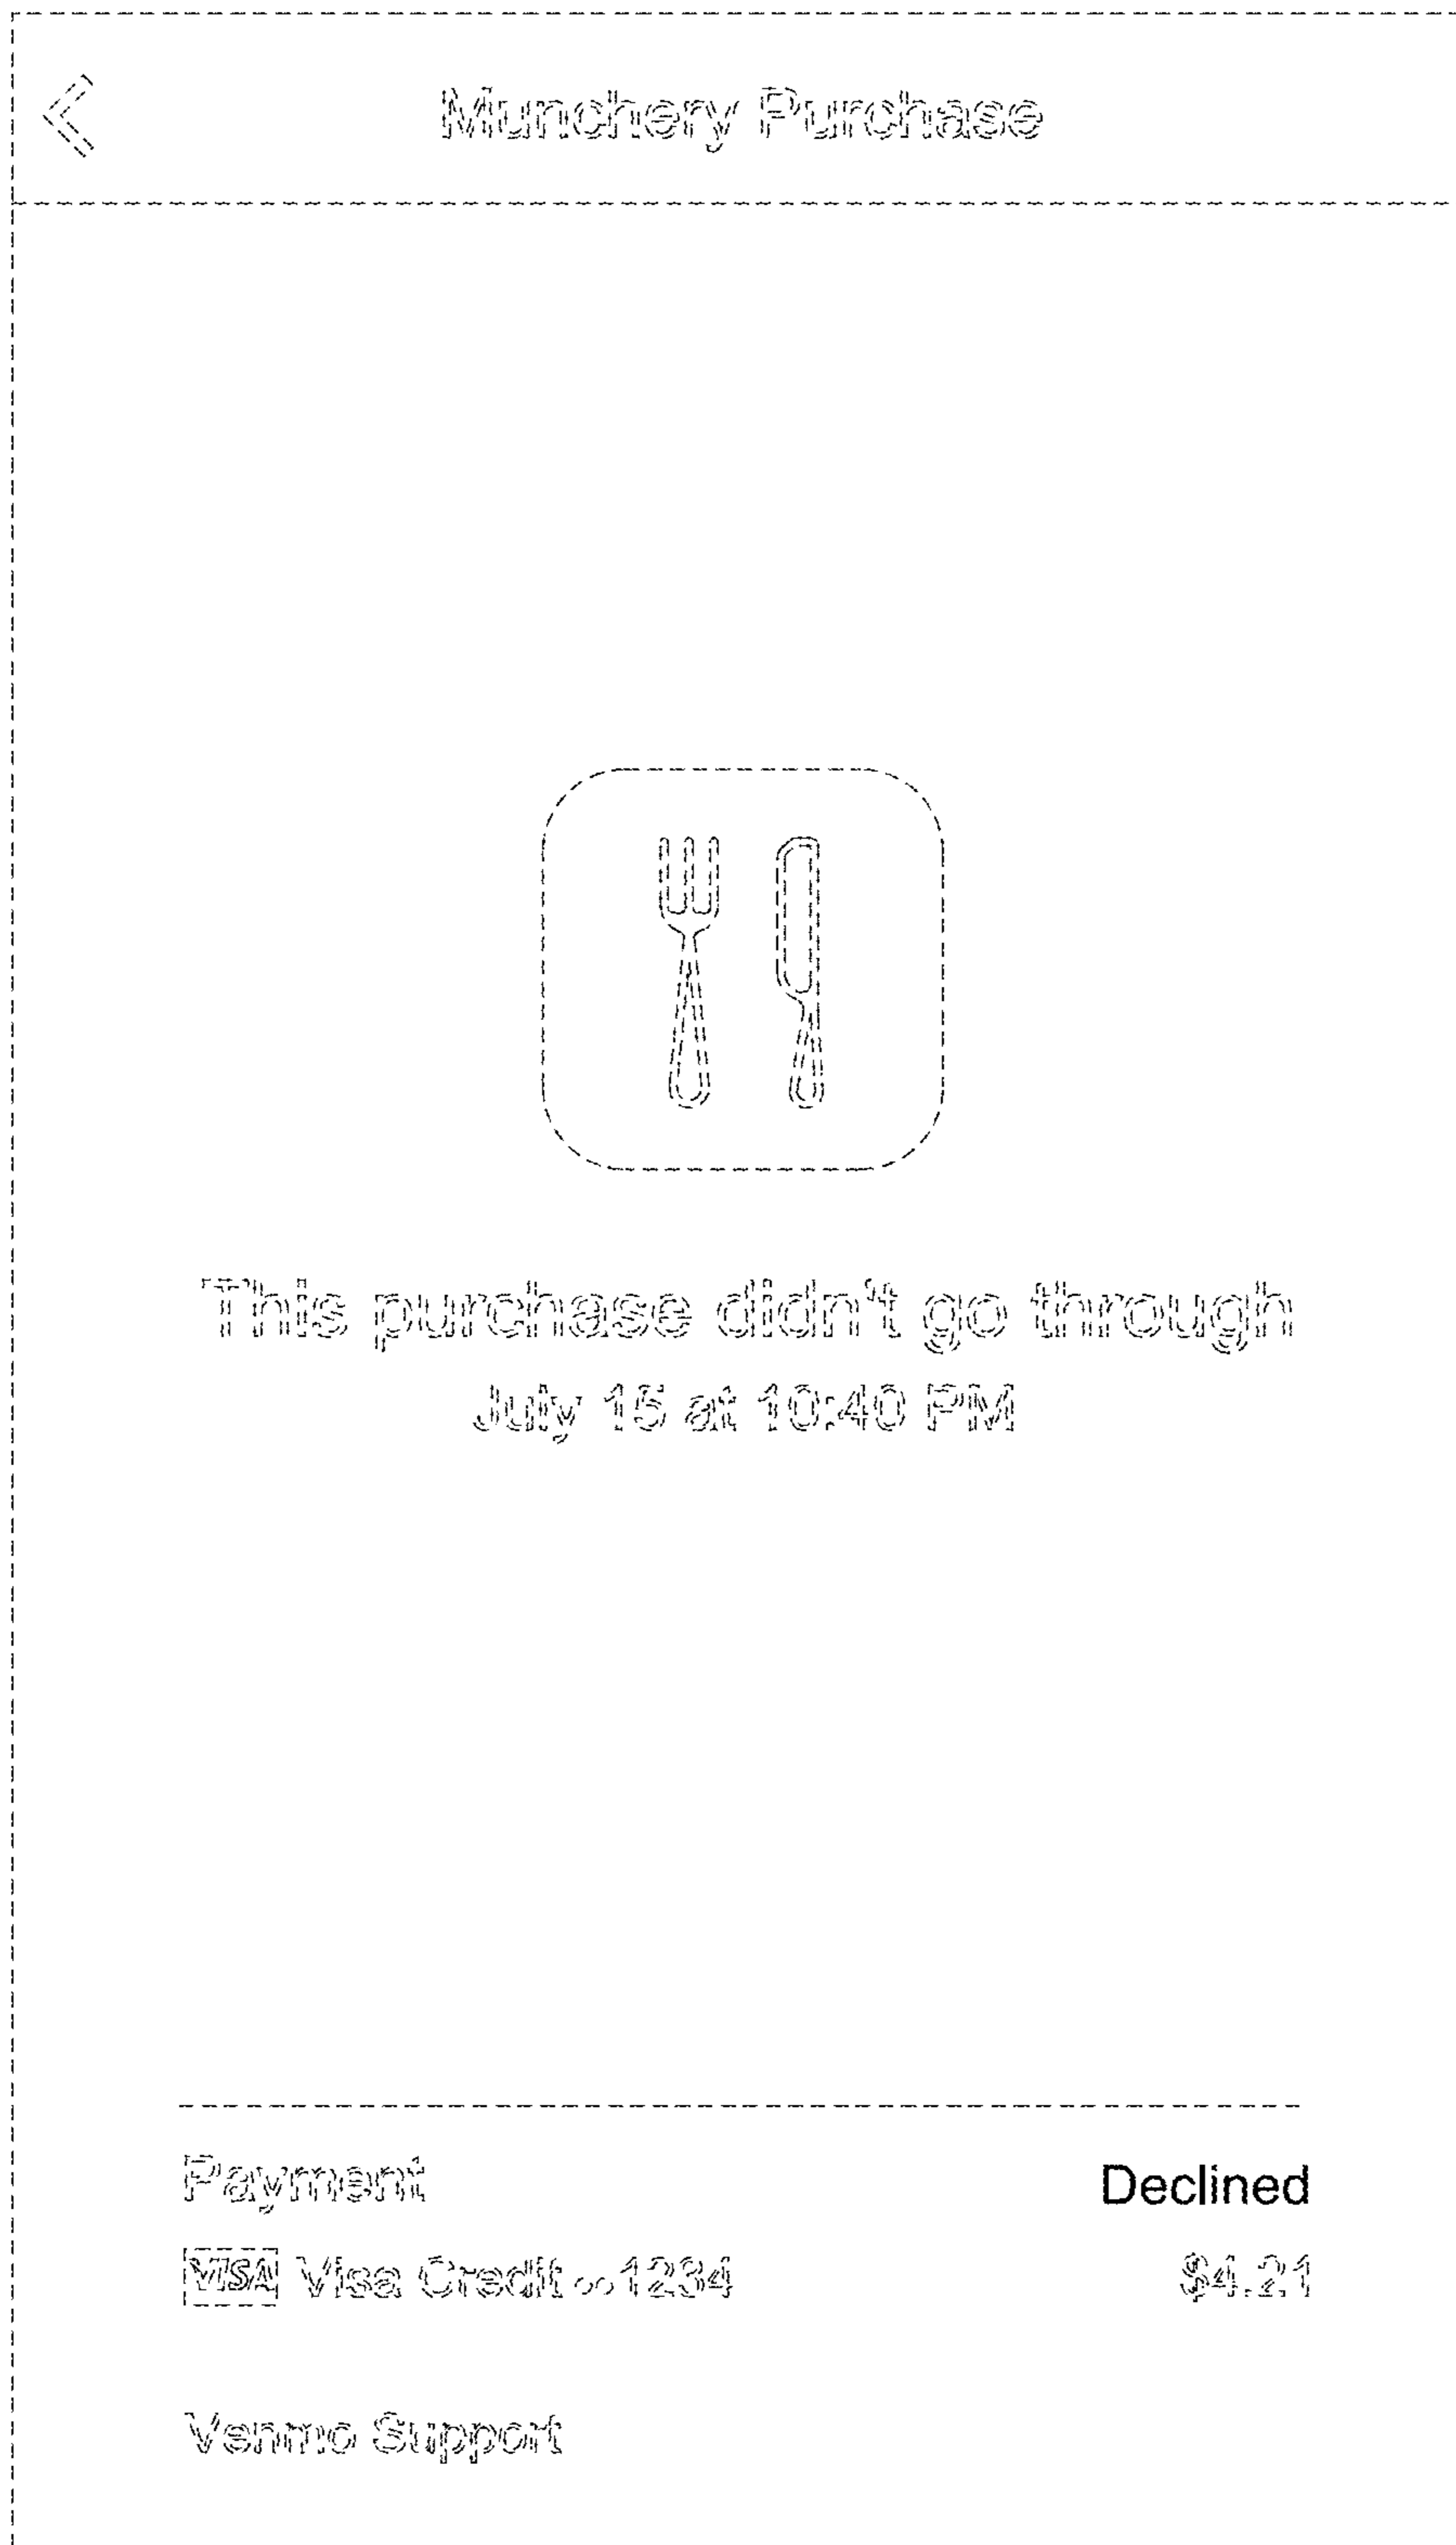 Munchery Purchase
This purchase didn't go through
July 15 at 10:40 PM
Payment Declined
VISA Visa Credit ••1234 $4.21
Venmo Support